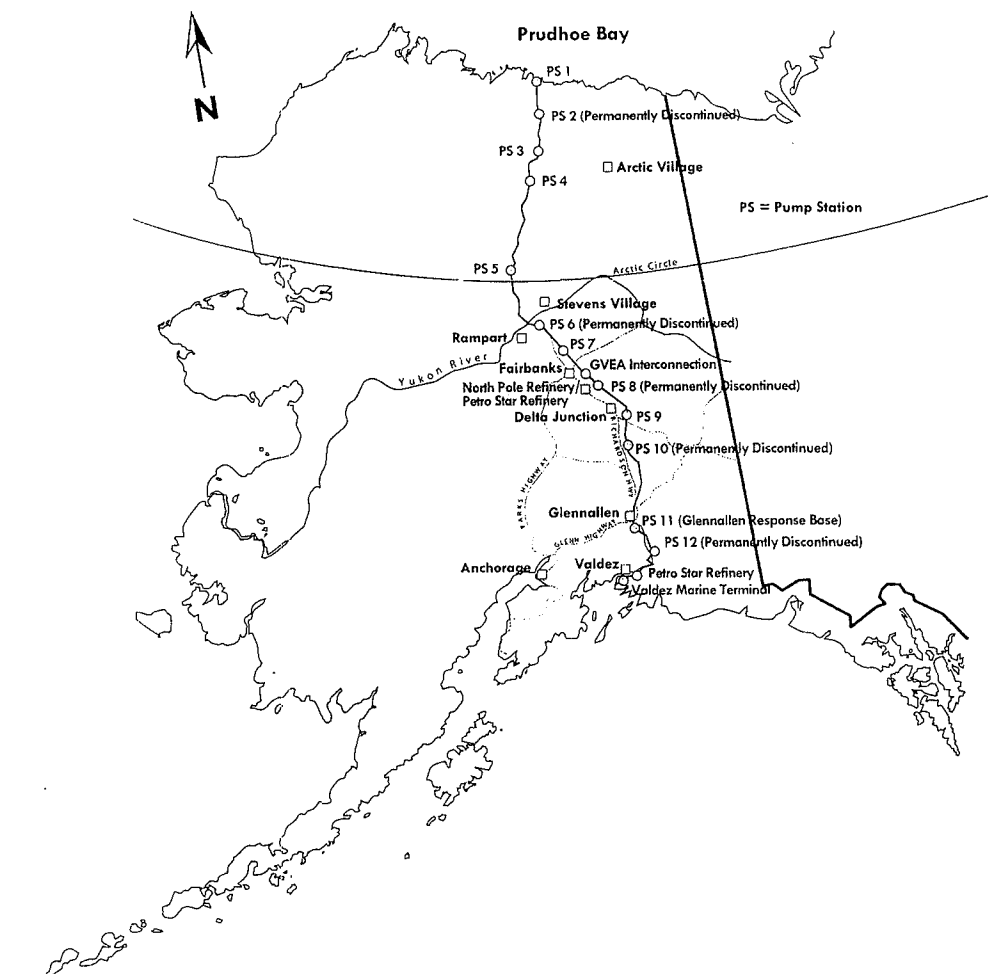 Prudhoe Bay
PS 1
N
PS 2 (Permanently Discontinued)
PS 3
Arctic Village
PS 4
PS = Pump Station
PS 5
Arctic Circle
Stevens Village
PS 6 (Permanently Discontinued)
Rampart
PS 7
Yukon River
GVEA Interconnection
Fairbanks
North Pole Refinery/
PS 8 (Permanently Discontinued)
Petro Star Refinery
Delta Junction
PS 9
RICHARDSON HWY
PS 10 (Permanently Discontinued)
PARKS HIGHWAY
Glennallen
PS 11 (Glennallen Response Base)
GLENN HIGHWAY
PS 12 (Permanently Discontinued)
Anchorage
Valdez
Petro Star Refinery
Valdez Marine Terminal